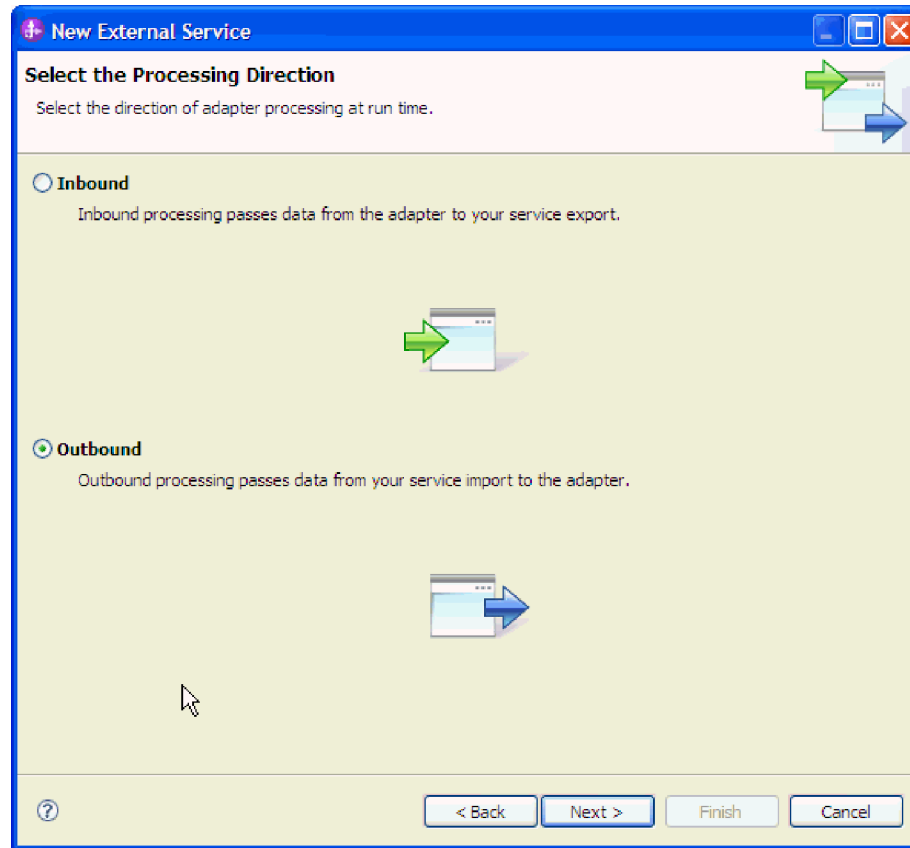 New External Service
Select the Processing Direction
Select the direction of adapter processing at run time.
Inbound
Inbound processing passes data from the adapter to your service export.
Outbound
Outbound processing passes data from your service import to the adapter.
?
< Back
Next >
Finish
Cancel